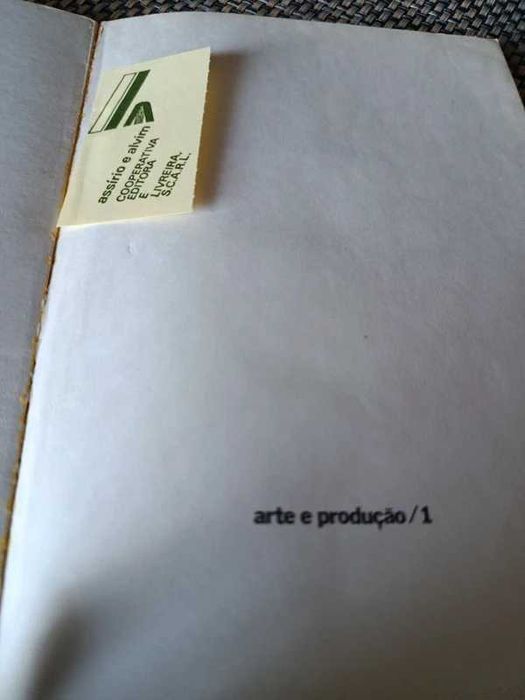 assírio e alvim
COOPERATIVA
EDITORA
E
LIVREIRA,
S.C.A.R.L.
arte e produção/1